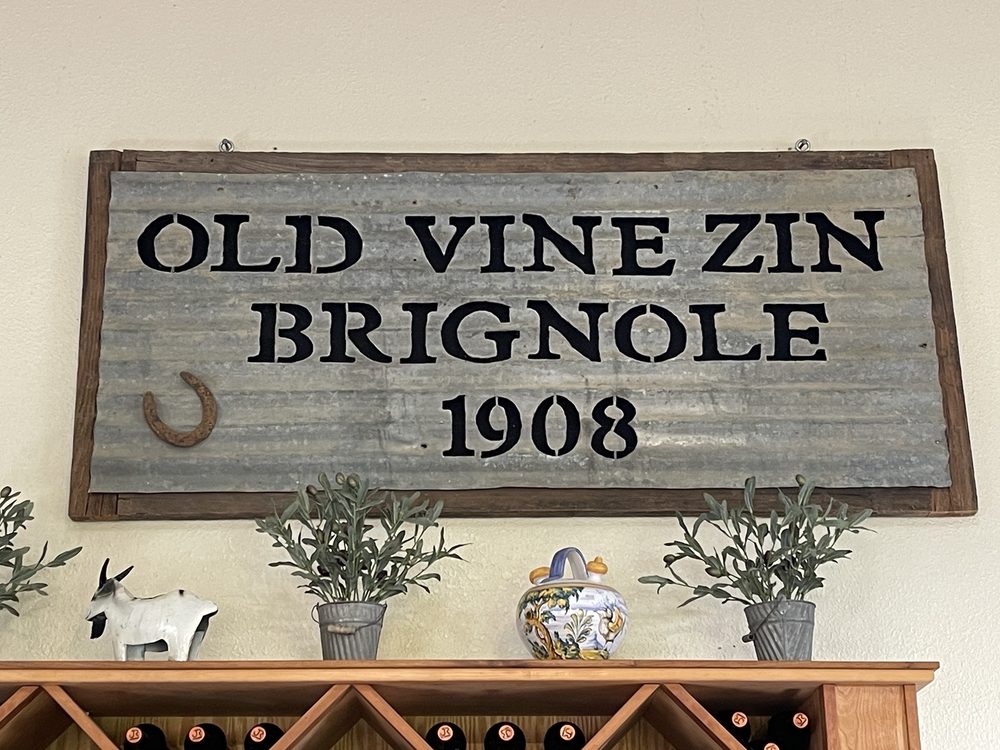 OLD VINE ZIN
BRIGNOLE
1908